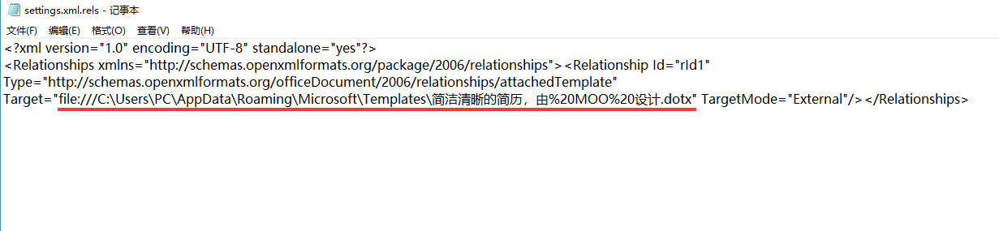 settings.xml.rels - 记事本
文件(F) 编辑(E) 格式(O) 查看(V) 帮助(H)
<?xml version="1.0" encoding="UTF-8" standalone="yes"?>
<Relationships xmlns="http://schemas.openxmlformats.org/package/2006/relationships"><Relationship Id="rId1"
Type="http://schemas.openxmlformats.org/officeDocument/2006/relationships/attachedTemplate"
Target="file:///C:\Users\PC\AppData\Roaming\Microsoft\Templates\简洁清晰的简历，由%20MOO%20设计.dotx" TargetMode="External"/></Relationships>